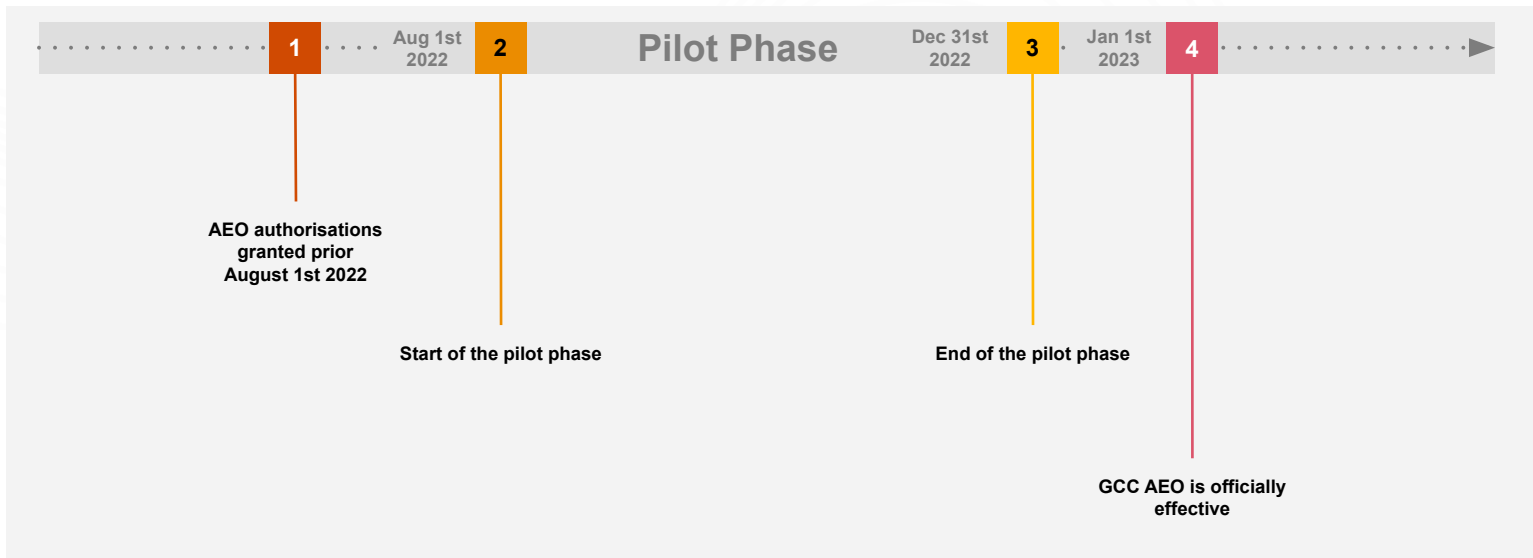 1
Aug 1st
2022
2
Pilot Phase
Dec 31st
2022
3
Jan 1st
2023
4
AEO authorisations
granted prior
August 1st 2022
Start of the pilot phase
End of the pilot phase
GCC AEO is officially
effective